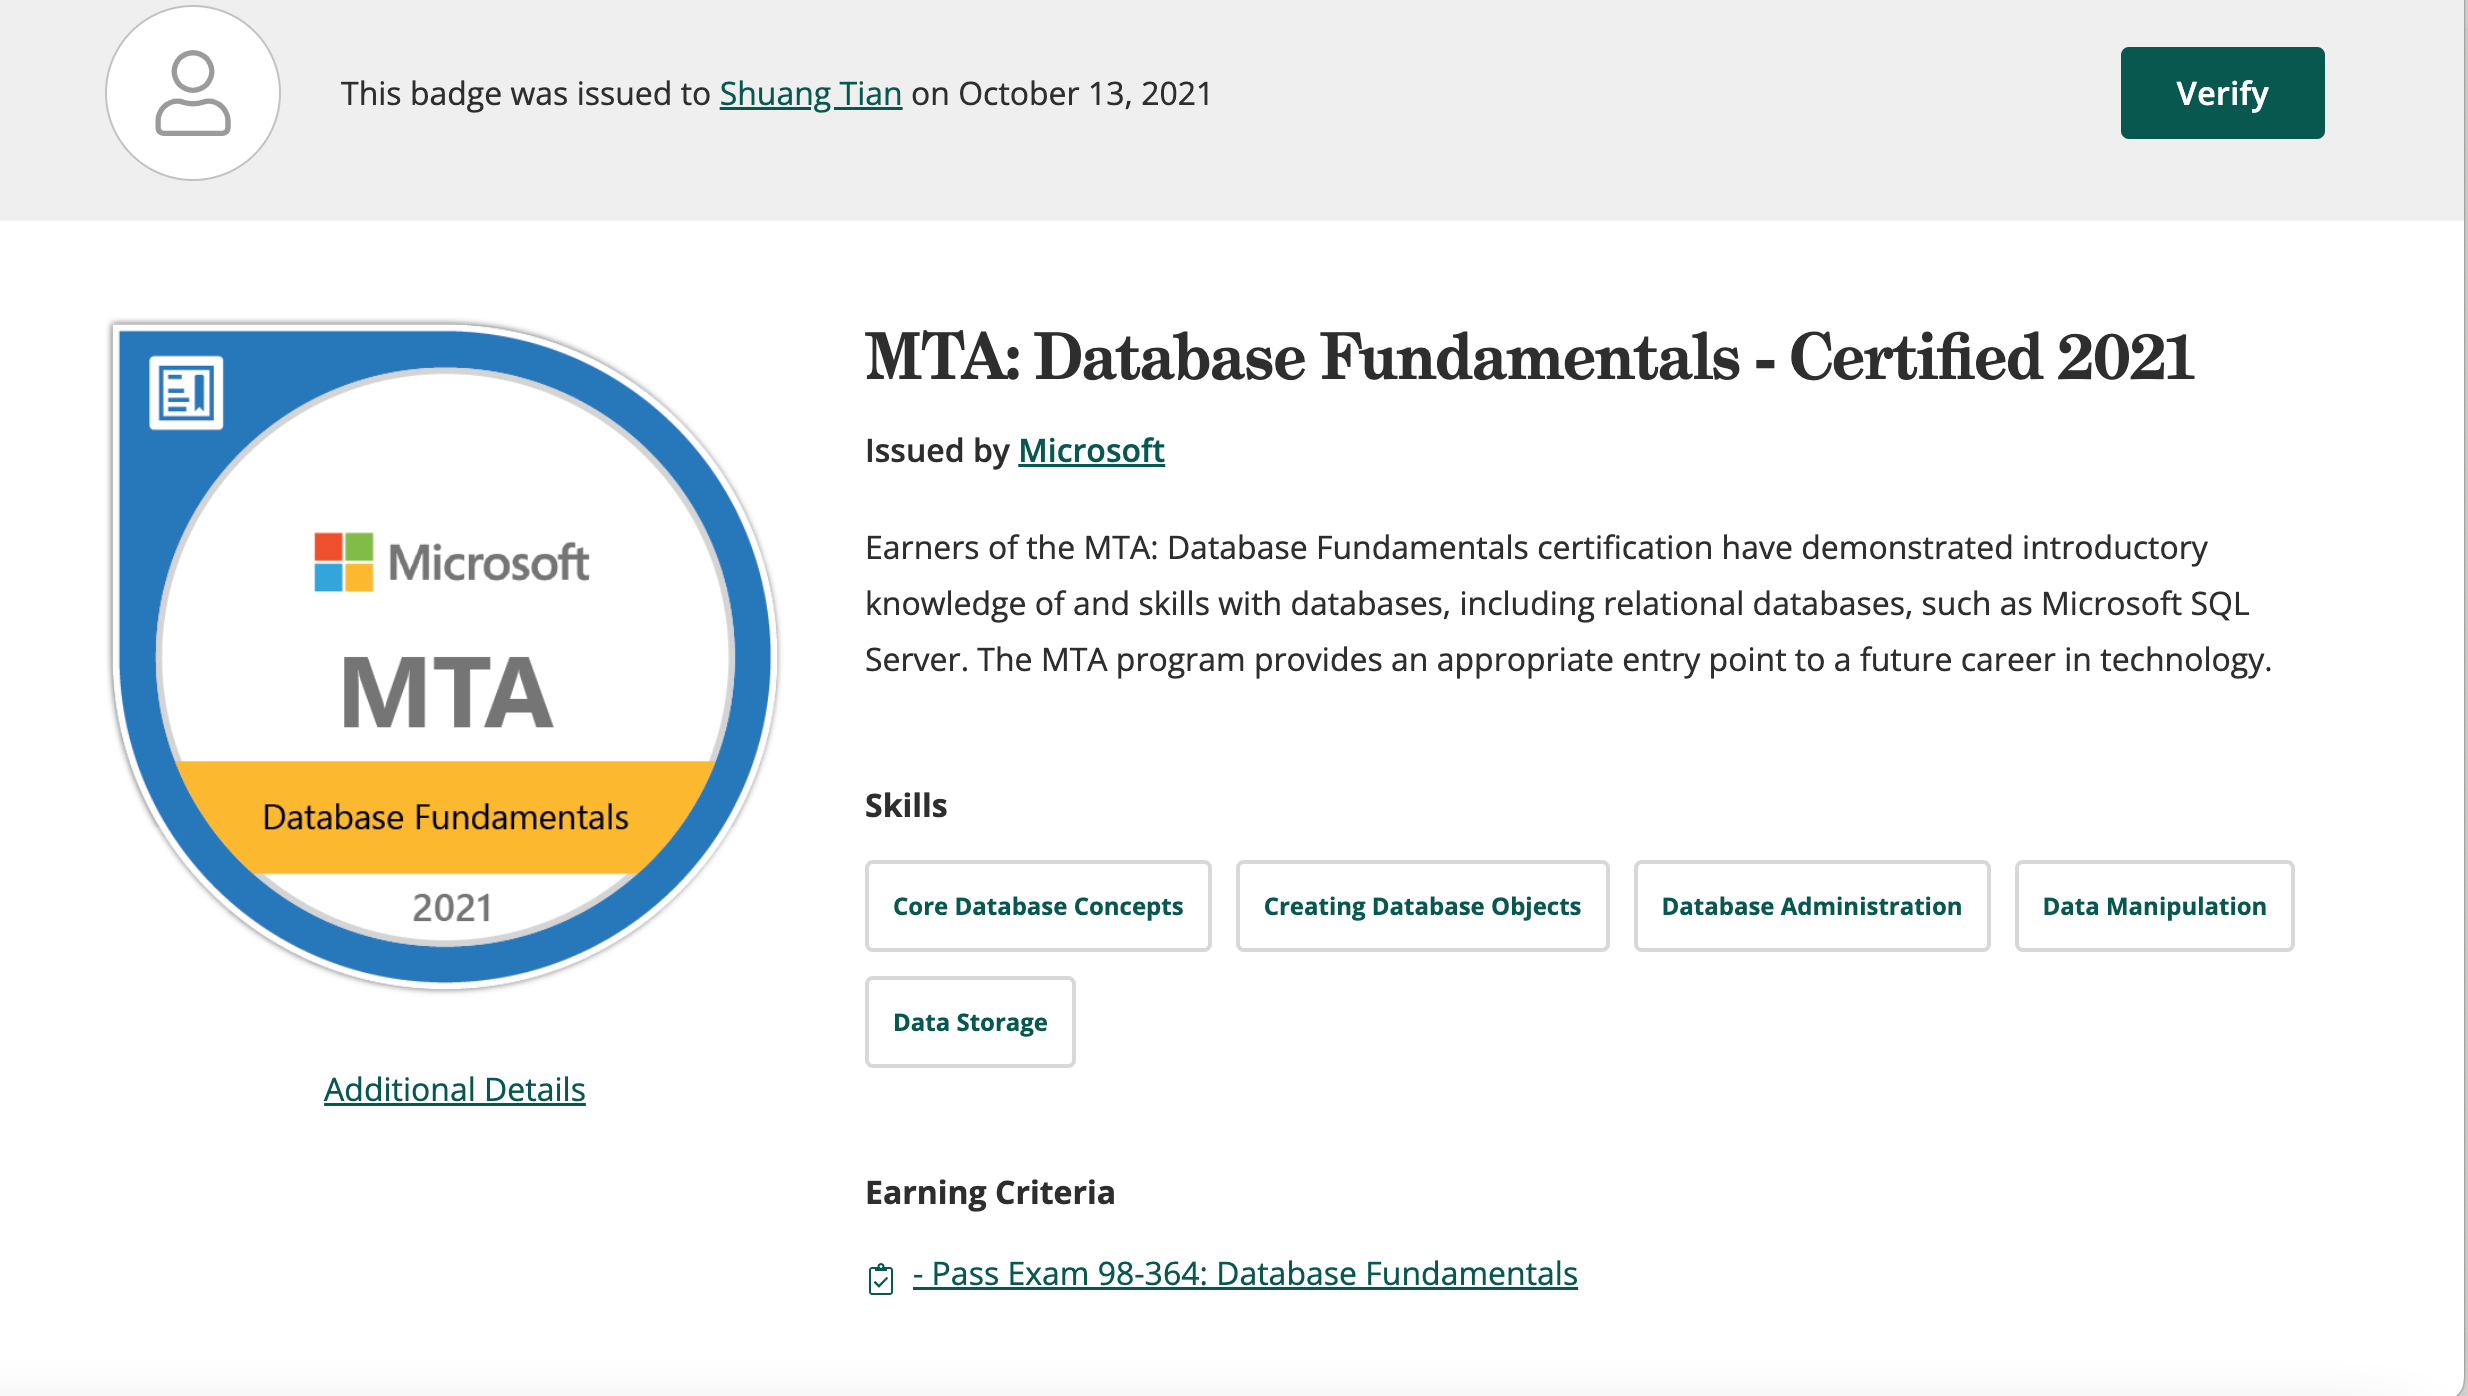 This badge was issued to Shuang Tian on October 13, 2021
Verify
Microsoft
MTA
Database Fundamentals
2021
Additional Details
MTA: Database Fundamentals - Certified 2021
Issued by Microsoft
Earners of the MTA: Database Fundamentals certification have demonstrated introductory
knowledge of and skills with databases, including relational databases, such as Microsoft SQL
Server. The MTA program provides an appropriate entry point to a future career in technology.
Skills
Core Database Concepts
Creating Database Objects
Database Administration
Data Manipulation
Data Storage
Earning Criteria
- Pass Exam 98-364: Database Fundamentals